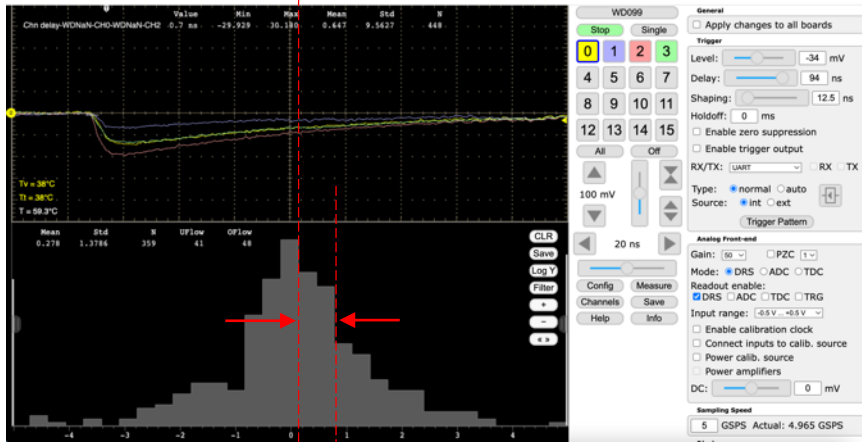 Value Min Max Mean Std N
Chn delay-WDNaN-CH0-WDNaN-CH2 0.7 ns -29.929 30.180 0.647 9.5627 448
0
Tv = 38°C
Tf = 38°C
T = 59.3°C
Mean Std N UFlow OFlow
0.278 1.3786 359 41 48
CLR
Save
Log Y
Filter
+
−
« »
-4 -3 -2 -1 0 1 2 3 4
WD099
Stop Single
0 1 2 3
4 5 6 7
8 9 10 11
12 13 14 15
All Off
100 mV
20 ns
Config Measure
Channels Save
Help Info
General
Apply changes to all boards
Trigger
Level: -34 mV
Delay: 94 ns
Shaping: 12.5 ns
Holdoff: 0 ms
Enable zero suppression
Enable trigger output
RX/TX: UART RX TX
Type: normal auto
Source: int ext
Trigger Pattern
Analog Front-end
Gain: 50 PZC 1
Mode: DRS ADC TDC
Readout enable:
DRS ADC TDC TRG
Input range: -0.5 V ... +0.5 V
Enable calibration clock
Connect inputs to calib. source
Power calib. source
Power amplifiers
DC: 0 mV
Sampling Speed
5 GSPS Actual: 4.965 GSPS